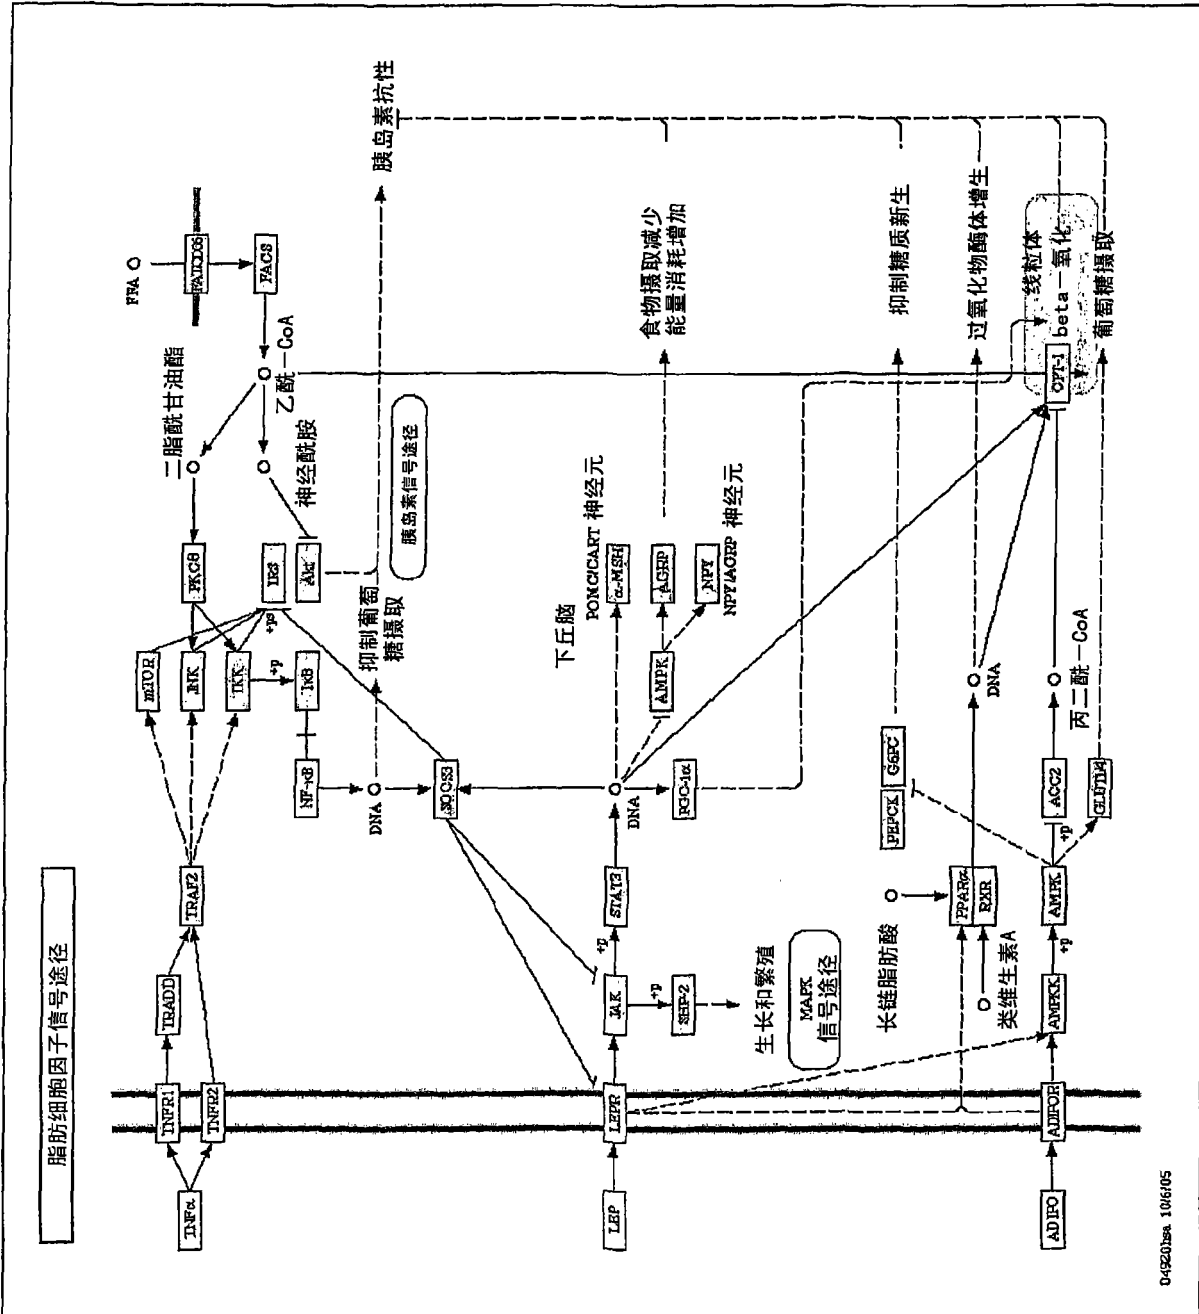 脂肪细胞因子信号途径
TNFα
TNFR1
TNFR2
TRADD
TRAF2
mTOR
JNK
IKK
+p
IκB
NF-κB
DNA
+ps
IRS
Akt
二脂酰甘油酯
神经酰胺
乙酰-CoA
FFA
FACS
胰岛素抗性
抑制葡萄
糖摄取
胰岛素信号途径
SOCS3
LEP
LEPR
JAK
+p
STAT3
+p
SHP-2
生长和繁殖
MAPK
信号途径
DNA
PGC-1α
下丘脑
POMC/CART 神经元
α-MSH
AMPK
AGRP
NPY
NPY/AGRP 神经元
食物摄取减少
能量消耗增加
长链脂肪酸
PPARα
RXR
类维生素A
PEPCK
G6PC
抑制糖质新生
DNA
过氧化物酶体增生
线粒体
beta-氧化
ADIPO
ADIPOR
AMPKK
+p
AMPK
+p
ACC2
丙二酰-CoA
GLUT1/4
葡萄糖摄取
04920hsa 10/6/05